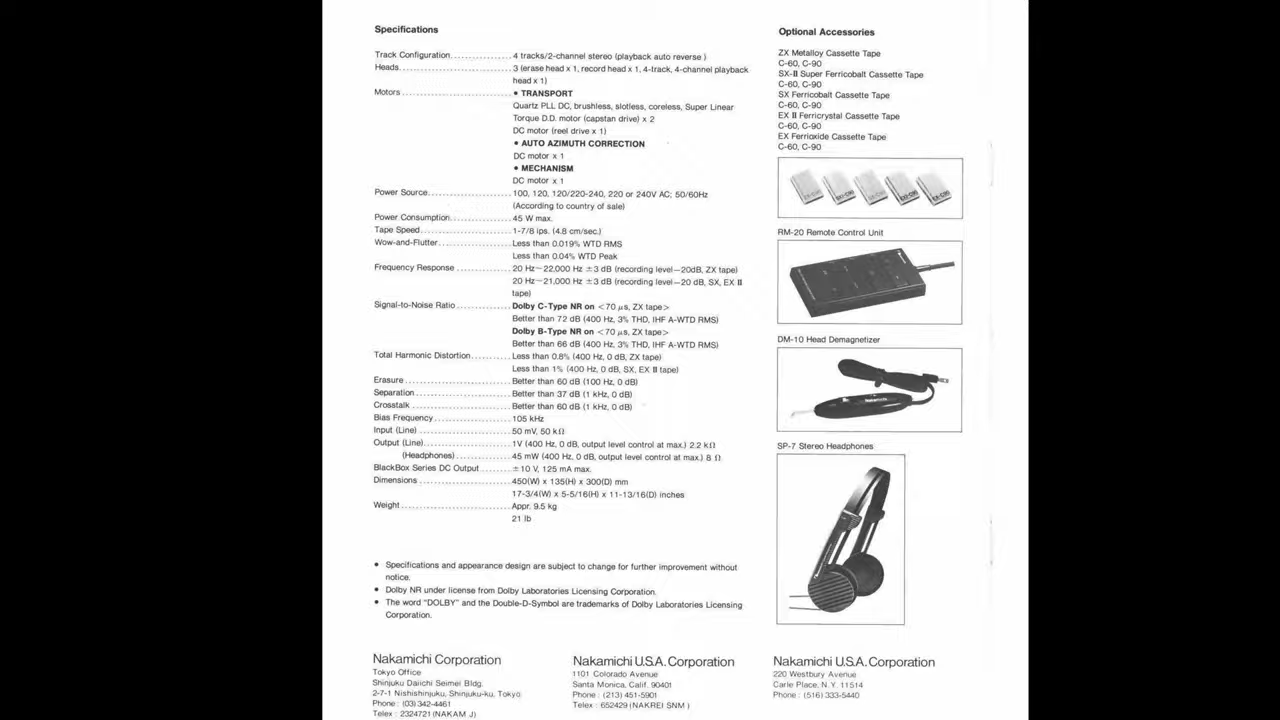 Specifications
Track Configuration 4 tracks/2-channel stereo (playback auto reverse )
Heads 3 (erase head x 1, record head x 1, 4-track, 4-channel playback
head x 1)
Motors • TRANSPORT
Quartz PLL DC, brushless, slotless, coreless, Super Linear
Torque D.D. motor (capstan drive) x 2
DC motor (reel drive x 1)
• AUTO AZIMUTH CORRECTION
DC motor x 1
• MECHANISM
DC motor x 1
Power Source 100, 120, 120/220-240, 220 or 240V AC; 50/60Hz
(According to country of sale)
Power Consumption 45 W max.
Tape Speed 1-7/8 ips. (4.8 cm/sec.)
Wow-and-Flutter Less than 0.019% WTD RMS
Less than 0.04% WTD Peak
Frequency Response 20 Hz—22,000 Hz ±3 dB (recording level—20dB, ZX tape)
20 Hz—21,000 Hz ±3 dB (recording level—20 dB, SX, EX II
tape)
Signal-to-Noise Ratio Dolby C-Type NR on <70 μs, ZX tape>
Better than 72 dB (400 Hz, 3% THD, IHF A-WTD RMS)
Dolby B-Type NR on <70 μs, ZX tape>
Better than 66 dB (400 Hz, 3% THD, IHF A-WTD RMS)
Total Harmonic Distortion Less than 0.8% (400 Hz, 0 dB, ZX tape)
Less than 1% (400 Hz, 0 dB, SX, EX II tape)
Erasure Better than 60 dB (100 Hz, 0 dB)
Separation Better than 37 dB (1 kHz, 0 dB)
Crosstalk Better than 60 dB (1 kHz, 0 dB)
Bias Frequency 105 kHz
Input (Line) 50 mV, 50 kΩ
Output (Line) 1V (400 Hz, 0 dB, output level control at max.) 2.2 kΩ
(Headphones) 45 mW (400 Hz, 0 dB, output level control at max.) 8 Ω
BlackBox Series DC Output ±10 V, 125 mA max.
Dimensions 450(W) x 135(H) x 300(D) mm
17-3/4(W) x 5-5/16(H) x 11-13/16(D) inches
Weight Appr. 9.5 kg
21 lb
• Specifications and appearance design are subject to change for further improvement without
notice.
• Dolby NR under license from Dolby Laboratories Licensing Corporation.
• The word "DOLBY" and the Double-D-Symbol are trademarks of Dolby Laboratories Licensing
Corporation.
Optional Accessories
ZX Metalloy Cassette Tape
C-60, C-90
SX-II Super Ferricobalt Cassette Tape
C-60, C-90
SX Ferricobalt Cassette Tape
C-60, C-90
EX II Ferricrystal Cassette Tape
C-60, C-90
EX Ferrioxide Cassette Tape
C-60, C-90
RM-20 Remote Control Unit
DM-10 Head Demagnetizer
Nakamichi
SP-7 Stereo Headphones
Nakamichi Corporation
Tokyo Office
Shinjuku Daiichi Seimei Bldg.
2-7-1 Nishishinjuku, Shinjuku-ku, Tokyo
Phone : (03) 342-4461
Telex : 2324721 (NAKAM J)
Nakamichi U.S.A. Corporation
1101 Colorado Avenue
Santa Monica, Calif. 90401
Phone : (213) 451-5901
Telex : 652429 (NAKREI SNM )
Nakamichi U.S.A. Corporation
220 Westbury Avenue
Carle Place, N.Y. 11514
Phone : (516) 333-5440